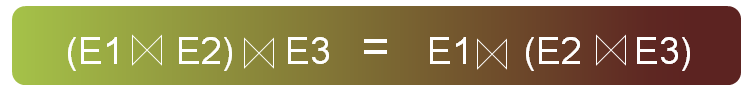 (E1 ⋈ E2) ⋈ E3 = E1 ⋈ (E2 ⋈ E3)